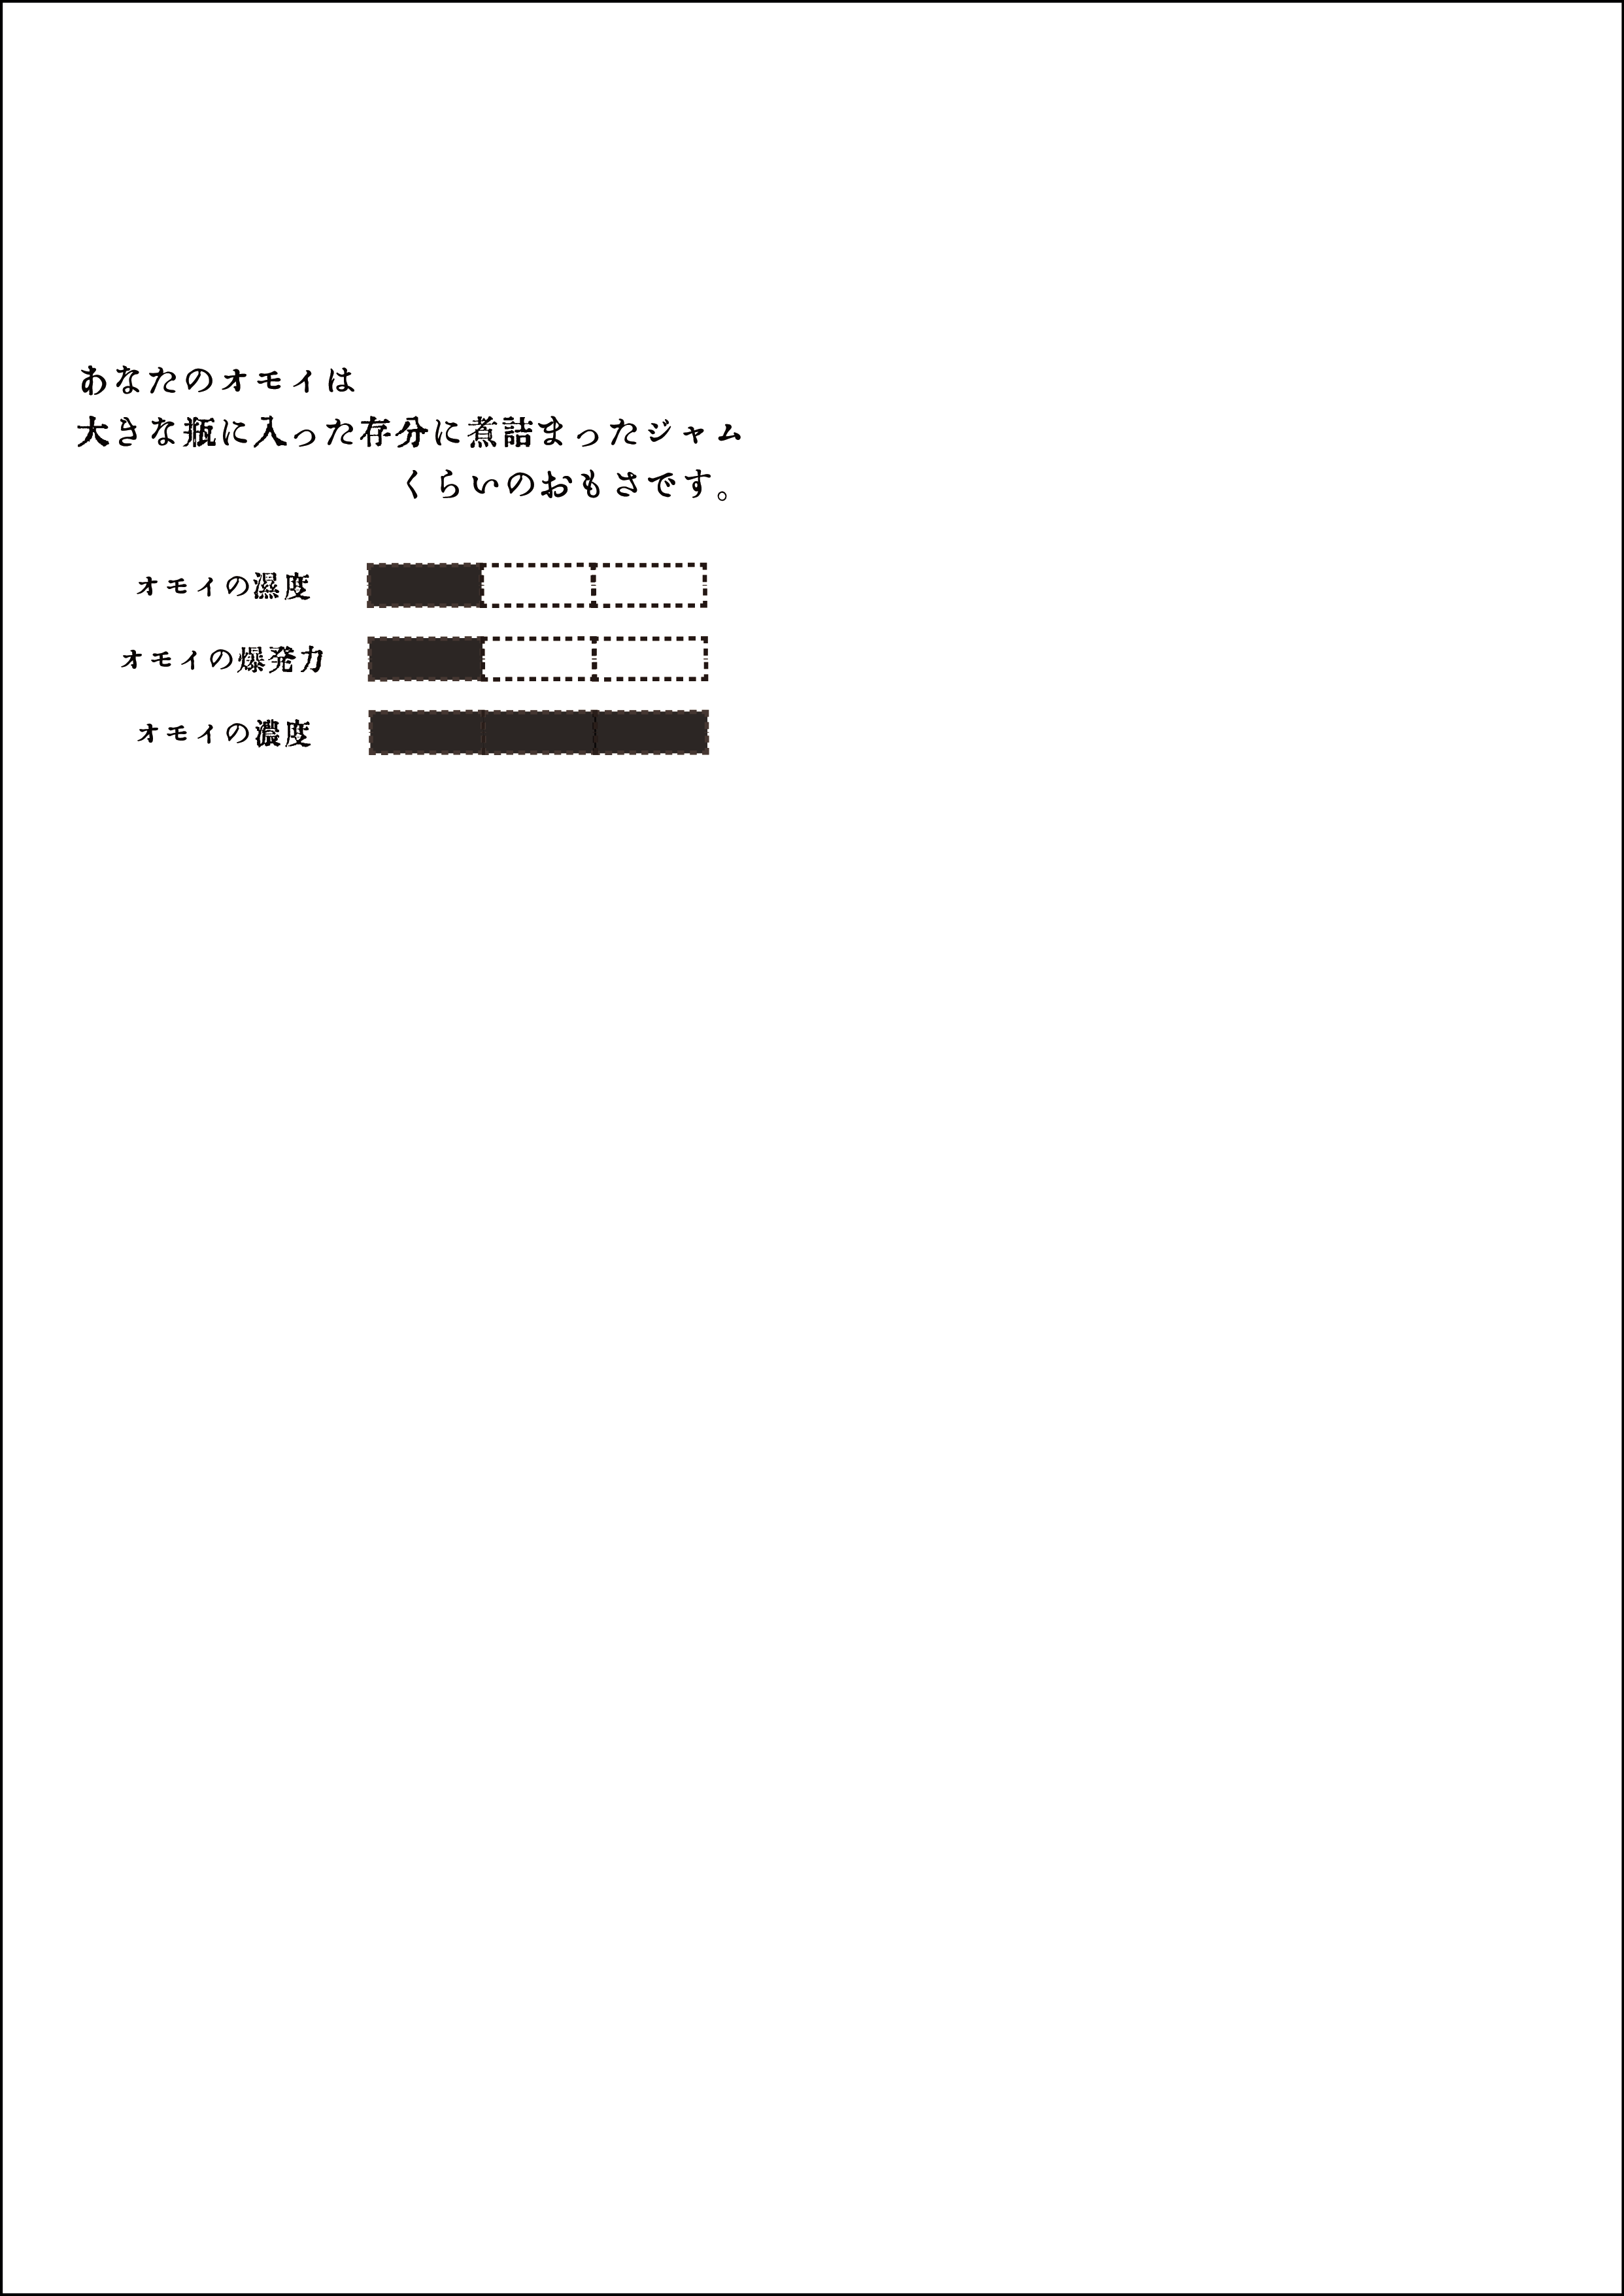 あなたのオモイは
大きな瓶に入った存分に煮詰まったジャム
くらいのおもさです。
オモイの濕度
オモイの爆発力
オモイの濃度